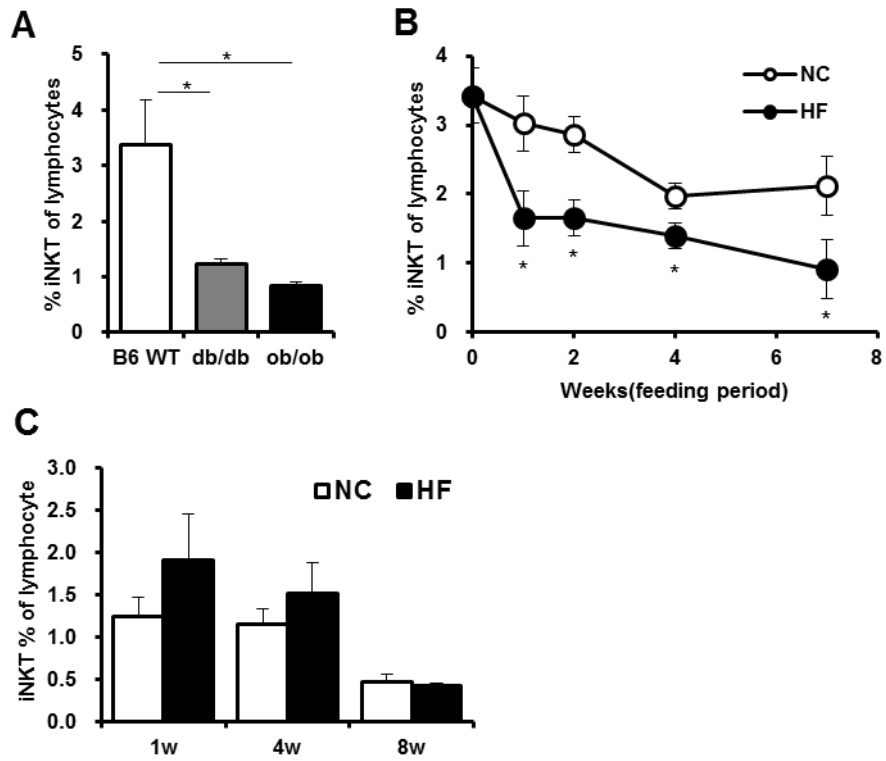 A
% iNKT of lymphocytes
5
4
3
2
1
0
*
*
B6 WT db/db ob/ob
B
% iNKT of lymphocytes
4
3
2
1
0
NC
HF
* * * *
0 2 4 6 8
Weeks(feeding period)
C
iNKT % of lymphocyte
3.0
2.5
2.0
1.5
1.0
0.5
0.0
NC HF
1w 4w 8w